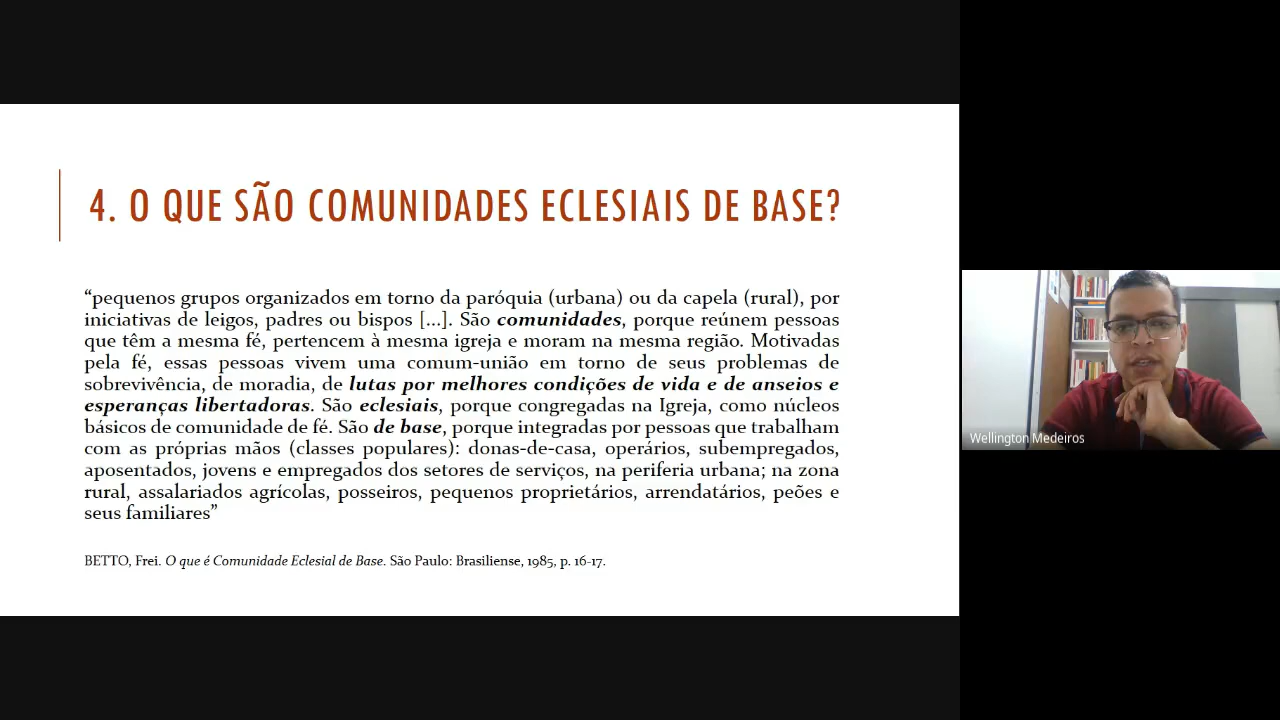 4. O QUE SÃO COMUNIDADES ECLESIAIS DE BASE?
“pequenos grupos organizados em torno da paróquia (urbana) ou da capela (rural), por
iniciativas de leigos, padres ou bispos [...]. São comunidades, porque reúnem pessoas
que têm a mesma fé, pertencem à mesma igreja e moram na mesma região. Motivadas
pela fé, essas pessoas vivem uma comum-união em torno de seus problemas de
sobrevivência, de moradia, de lutas por melhores condições de vida e de anseios e
esperanças libertadoras. São eclesiais, porque congregadas na Igreja, como núcleos
básicos de comunidade de fé. São de base, porque integradas por pessoas que trabalham
com as próprias mãos (classes populares): donas-de-casa, operários, subempregados,
aposentados, jovens e empregados dos setores de serviços, na periferia urbana; na zona
rural, assalariados agrícolas, posseiros, pequenos proprietários, arrendatários, peões e
seus familiares”
BETTO, Frei. O que é Comunidade Eclesial de Base. São Paulo: Brasiliense, 1985, p. 16-17.
Wellington Medeiros